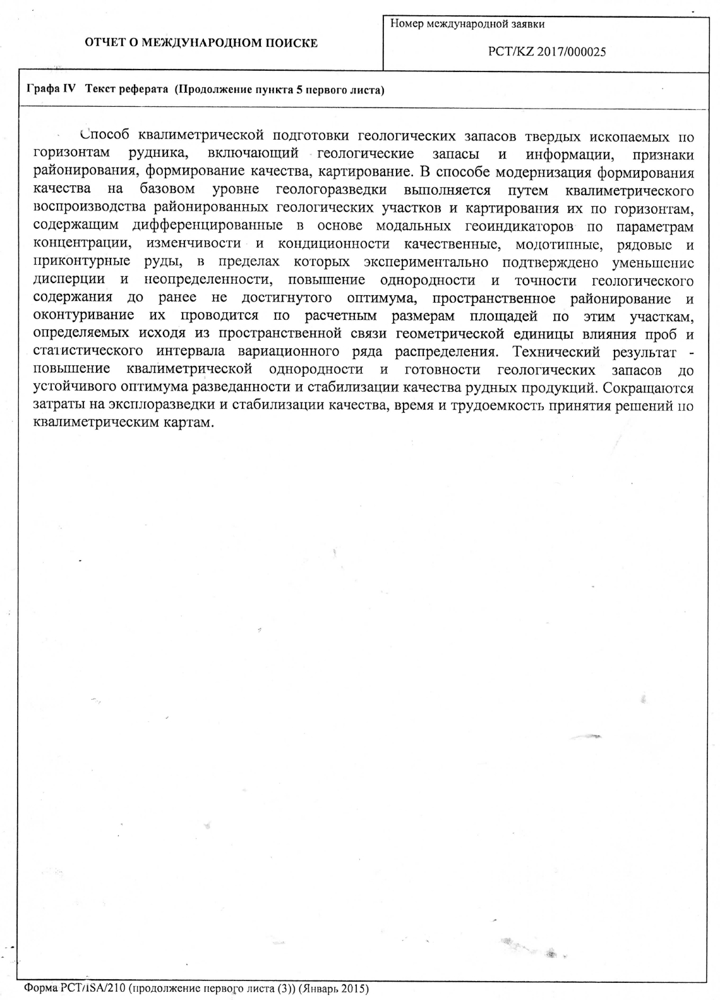 ОТЧЕТ О МЕЖДУНАРОДНОМ ПОИСКЕ
Номер международной заявки
PCT/KZ 2017/000025
Графа IV Текст реферата (Продолжение пункта 5 первого листа)
Способ квалиметрической подготовки геологических запасов твердых ископаемых по
горизонтам рудника, включающий геологические запасы и информации, признаки
районирования, формирование качества, картирование. В способе модернизация формирования
качества на базовом уровне геологоразведки выполняется путем квалиметрического
воспроизводства районированных геологических участков и картирования их по горизонтам,
содержащим дифференцированные в основе модальных геоиндикаторов по параметрам
концентрации, изменчивости и кондиционности качественные, модотипные, рядовые и
приконтурные руды, в пределах которых экспериментально подтверждено уменьшение
дисперции и неопределенности, повышение однородности и точности геологического
содержания до ранее не достигнутого оптимума, пространственное районирование и
оконтуривание их проводится по расчетным размерам площадей по этим участкам,
определяемых исходя из пространственной связи геометрической единицы влияния проб и
статистического интервала вариационного ряда распределения. Технический результат -
повышение квалиметрической однородности и готовности геологических запасов до
устойчивого оптимума разведанности и стабилизации качества рудных продукций. Сокращаются
затраты на эксплоразведки и стабилизации качества, время и трудоемкость принятия решений по
квалиметрическим картам.
Форма PCT/ISA/210 (продолжение первого листа (3)) (Январь 2015)